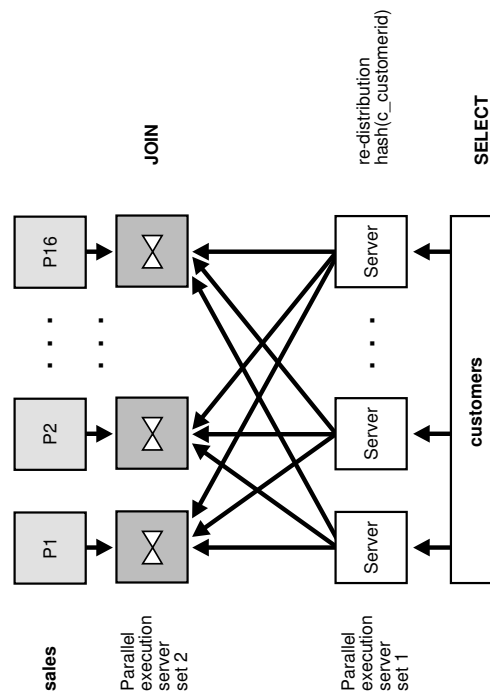 sales
P1
P2
. . .
P16
Parallel
execution
server
set 2
. . .
JOIN
Parallel
execution
server
set 1
Server
Server
. . .
Server
re-distribution
hash(c_customerid)
customers
SELECT